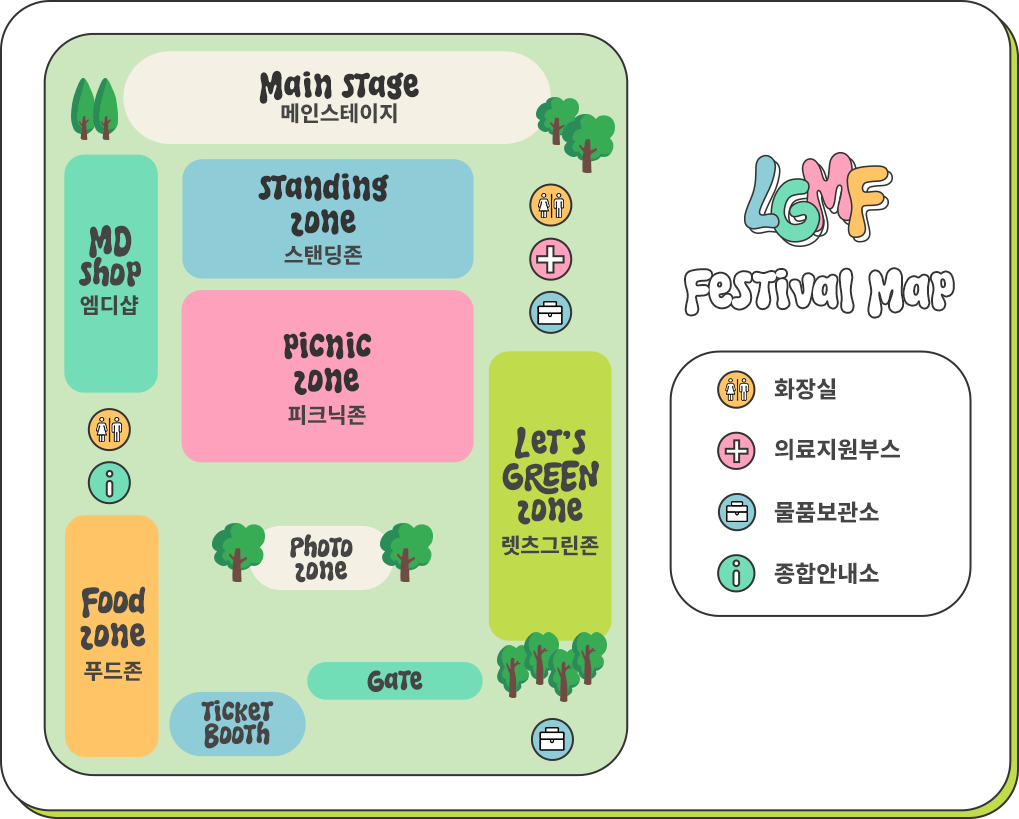 Main Stage
메인스테이지
Standing
Zone
스탠딩존
MD
Shop
엠디샵
Picnic
Zone
피크닉존
Let's
GREEN
Zone
렛츠그린존
Photo
Zone
Food
Zone
푸드존
Gate
Ticket
Booth
LGMF
Festival Map
화장실
의료지원부스
물품보관소
종합안내소